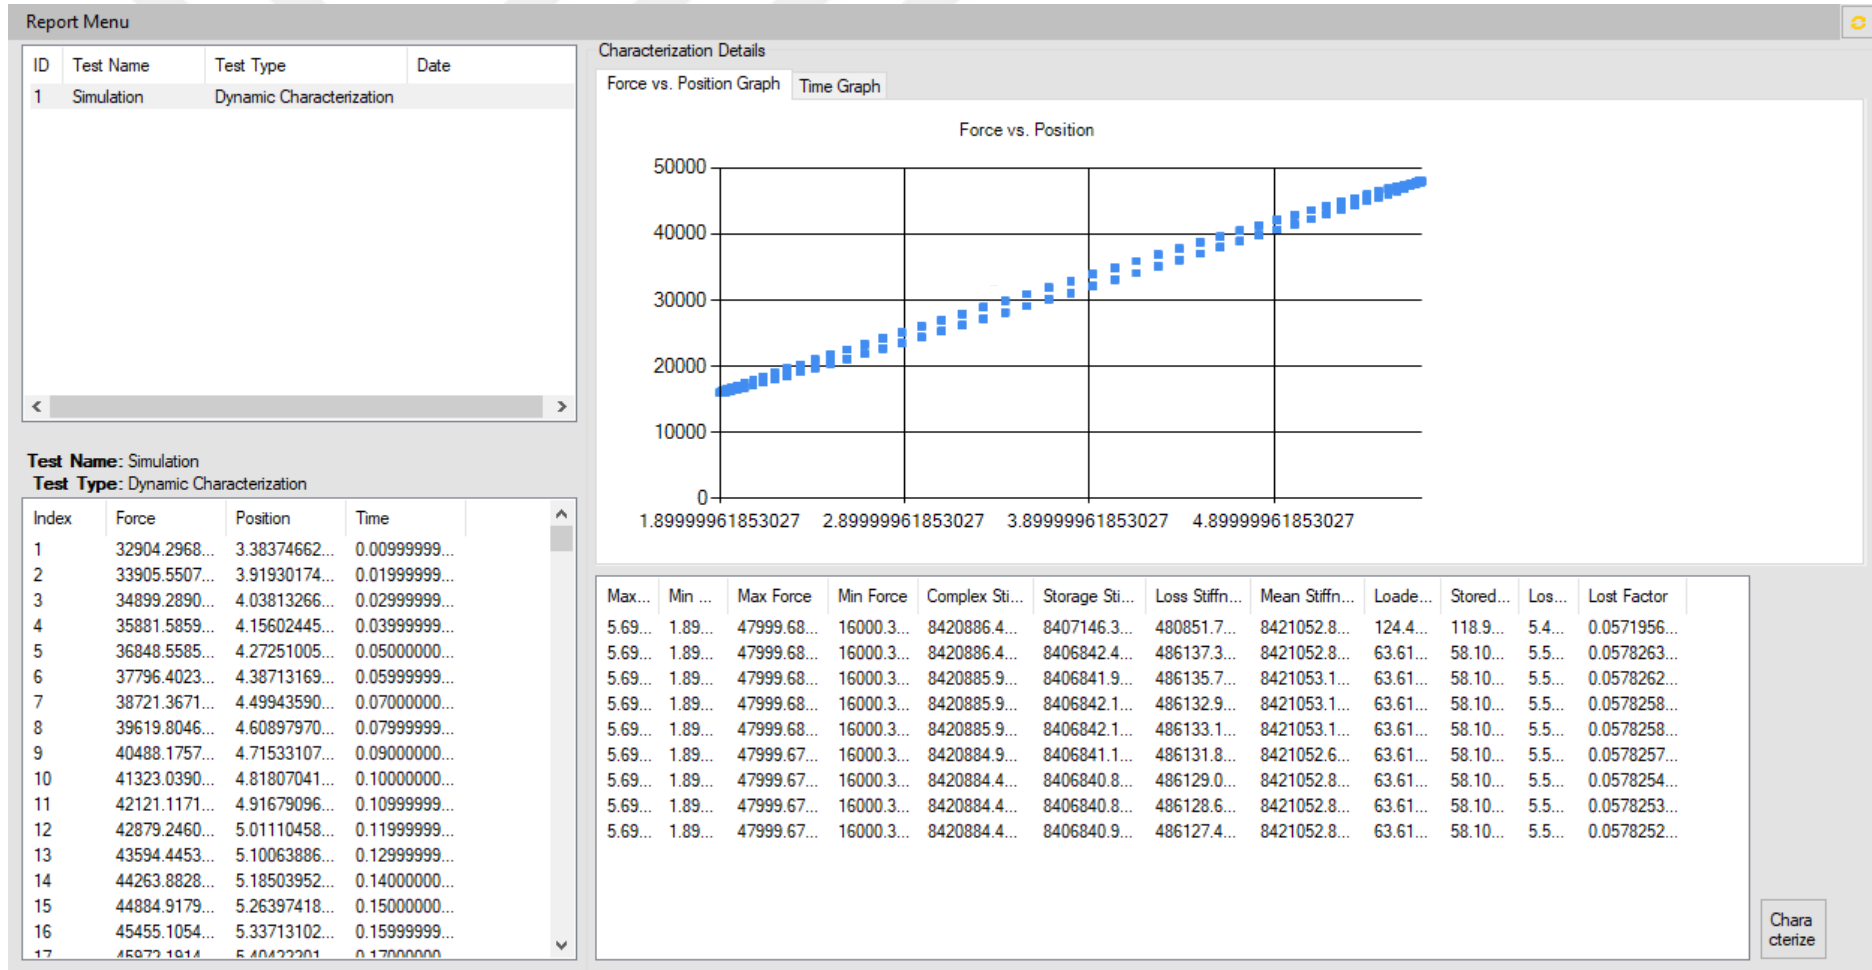 Report Menu
ID Test Name Test Type Date
1 Simulation Dynamic Characterization
Test Name: Simulation
Test Type: Dynamic Characterization
Index Force Position Time
1 32904.2968... 3.38374662... 0.00999999...
2 33905.5507... 3.91930174... 0.01999999...
3 34899.2890... 4.03813266... 0.02999999...
4 35881.5859... 4.15602445... 0.03999999...
5 36848.5585... 4.27251005... 0.05000000...
6 37796.4023... 4.38713169... 0.05999999...
7 38721.3671... 4.49943590... 0.07000000...
8 39619.8046... 4.60897970... 0.07999999...
9 40488.1757... 4.71533107... 0.09000000...
10 41323.0390... 4.81807041... 0.10000000...
11 42121.1171... 4.91679096... 0.10999999...
12 42879.2460... 5.01110458... 0.11999999...
13 43594.4453... 5.10063886... 0.12999999...
14 44263.8828... 5.18503952... 0.14000000...
15 44884.9179... 5.26397418... 0.15000000...
16 45455.1054... 5.33713102... 0.15999999...
17 45972.1914... 5.40422201... 0.17000000...
Characterization Details
Force vs. Position Graph Time Graph
Force vs. Position
50000
40000
30000
20000
10000
0
1.89999961853027 2.89999961853027 3.89999961853027 4.89999961853027
Max... Min ... Max Force Min Force Complex Sti... Storage Sti... Loss Stiffn... Mean Stiffn... Loade... Stored... Los... Lost Factor
5.69... 1.89... 47999.68... 16000.3... 8420886.4... 8407146.3... 480851.7... 8421052.8... 124.4... 118.9... 5.4... 0.0571956...
5.69... 1.89... 47999.68... 16000.3... 8420886.4... 8406842.4... 486137.3... 8421052.8... 63.61... 58.10... 5.5... 0.0578263...
5.69... 1.89... 47999.68... 16000.3... 8420885.9... 8406841.9... 486135.7... 8421053.1... 63.61... 58.10... 5.5... 0.0578262...
5.69... 1.89... 47999.68... 16000.3... 8420885.9... 8406842.1... 486132.9... 8421053.1... 63.61... 58.10... 5.5... 0.0578258...
5.69... 1.89... 47999.68... 16000.3... 8420885.9... 8406842.1... 486133.1... 8421053.1... 63.61... 58.10... 5.5... 0.0578258...
5.69... 1.89... 47999.67... 16000.3... 8420884.9... 8406841.1... 486131.8... 8421052.6... 63.61... 58.10... 5.5... 0.0578257...
5.69... 1.89... 47999.67... 16000.3... 8420884.4... 8406840.8... 486129.0... 8421052.8... 63.61... 58.10... 5.5... 0.0578254...
5.69... 1.89... 47999.67... 16000.3... 8420884.4... 8406840.8... 486128.6... 8421052.8... 63.61... 58.10... 5.5... 0.0578253...
5.69... 1.89... 47999.67... 16000.3... 8420884.4... 8406840.9... 486127.4... 8421052.8... 63.61... 58.10... 5.5... 0.0578252...
Chara
cterize